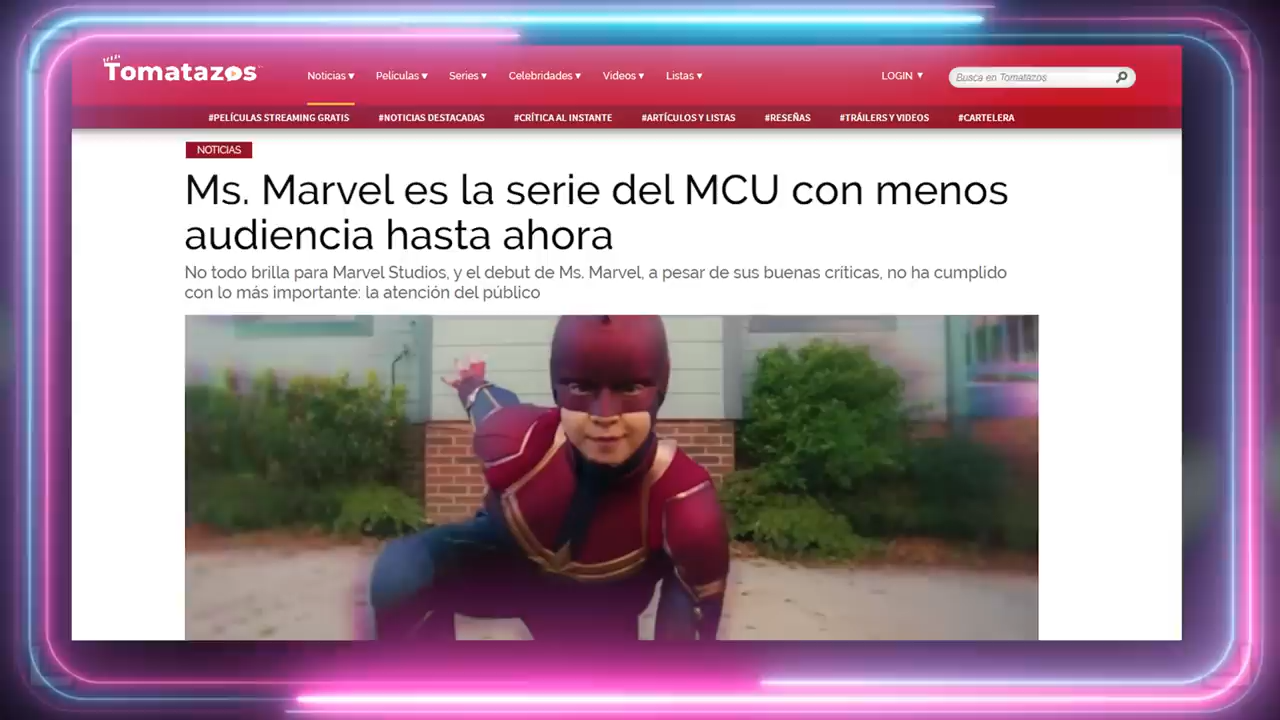 Tomatazos
Noticias ▾ Películas ▾ Series ▾ Celebridades ▾ Videos ▾ Listas ▾ LOGIN ▾ Busca en Tomatazos
#PELÍCULAS STREAMING GRATIS #NOTICIAS DESTACADAS #CRÍTICA AL INSTANTE #ARTÍCULOS Y LISTAS #RESEÑAS #TRÁILERS Y VIDEOS #CARTELERA
NOTICIAS
Ms. Marvel es la serie del MCU con menos
audiencia hasta ahora
No todo brilla para Marvel Studios, y el debut de Ms. Marvel, a pesar de sus buenas críticas, no ha cumplido
con lo más importante: la atención del público